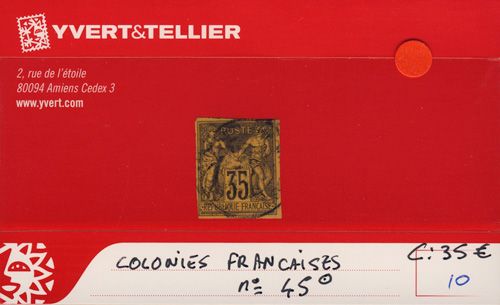 YVERT&TELLIER
2, rue de l'étoile
80094 Amiens Cedex 3
www.yvert.com
POSTES
35
REPUBLIQUE FRANCAISE
COLONIES FRANCAISES
n° 45°
C: 35 €
10